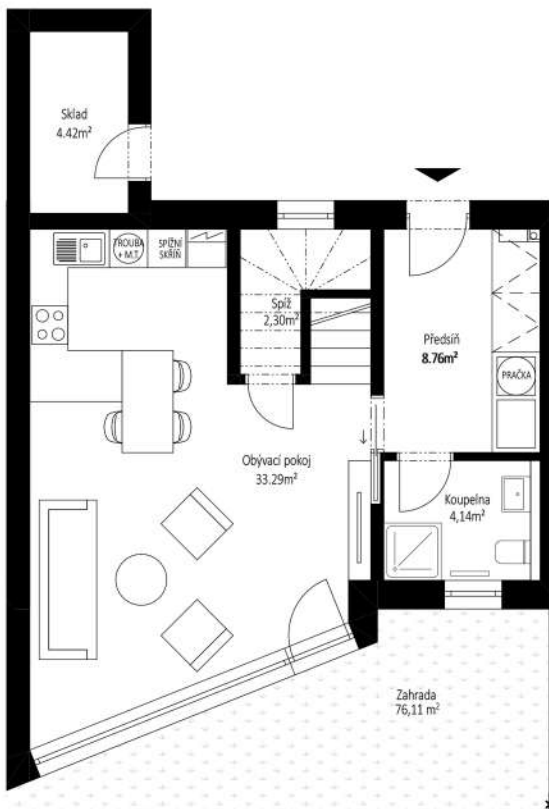 Sklad
4.42m²
TROUBA
+ M.T.
SPÍŽNÍ
SKŘÍŇ
Spíž
2,30m²
Předsíň
8.76m²
PRAČKA
Obývací pokoj
33.29m²
Koupelna
4,14m²
Zahrada
76,11 m²